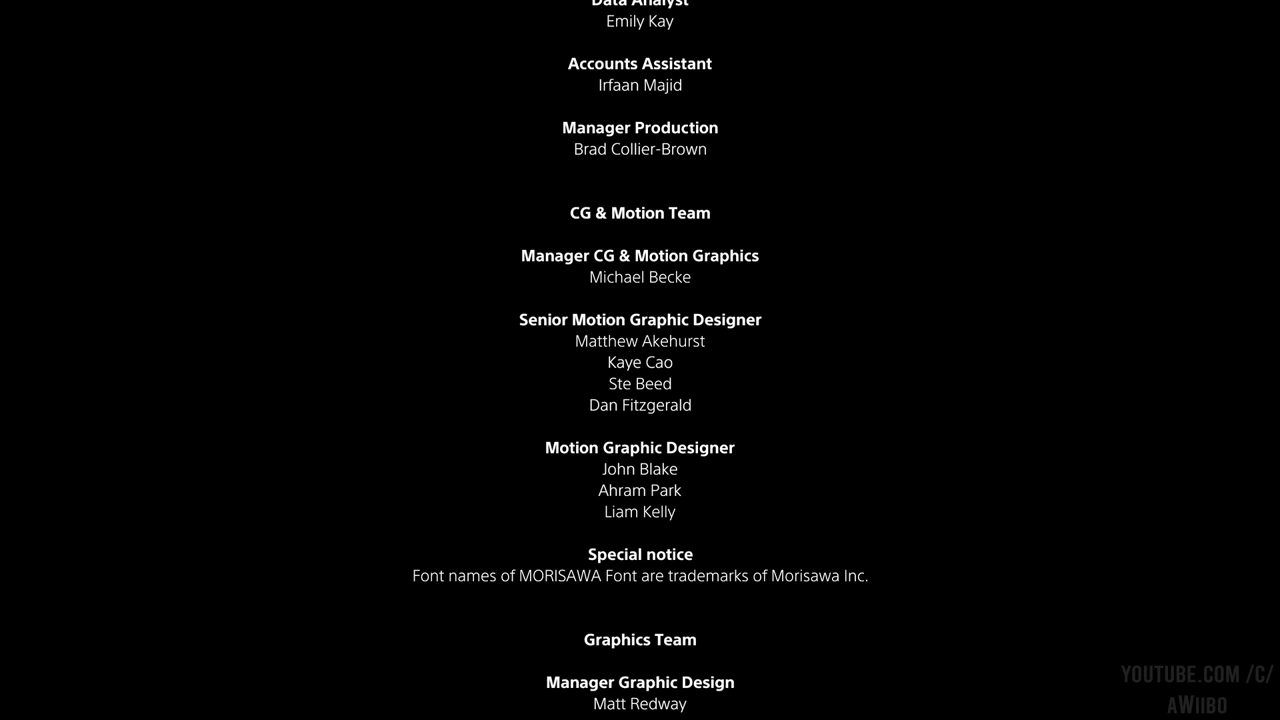 Data Analyst
Emily Kay
Accounts Assistant
Irfaan Majid
Manager Production
Brad Collier-Brown
CG & Motion Team
Manager CG & Motion Graphics
Michael Becke
Senior Motion Graphic Designer
Matthew Akehurst
Kaye Cao
Ste Beed
Dan Fitzgerald
Motion Graphic Designer
John Blake
Ahram Park
Liam Kelly
Special notice
Font names of MORISAWA Font are trademarks of Morisawa Inc.
Graphics Team
Manager Graphic Design
Matt Redway
YOUTUBE.COM /C/
AWIIBO